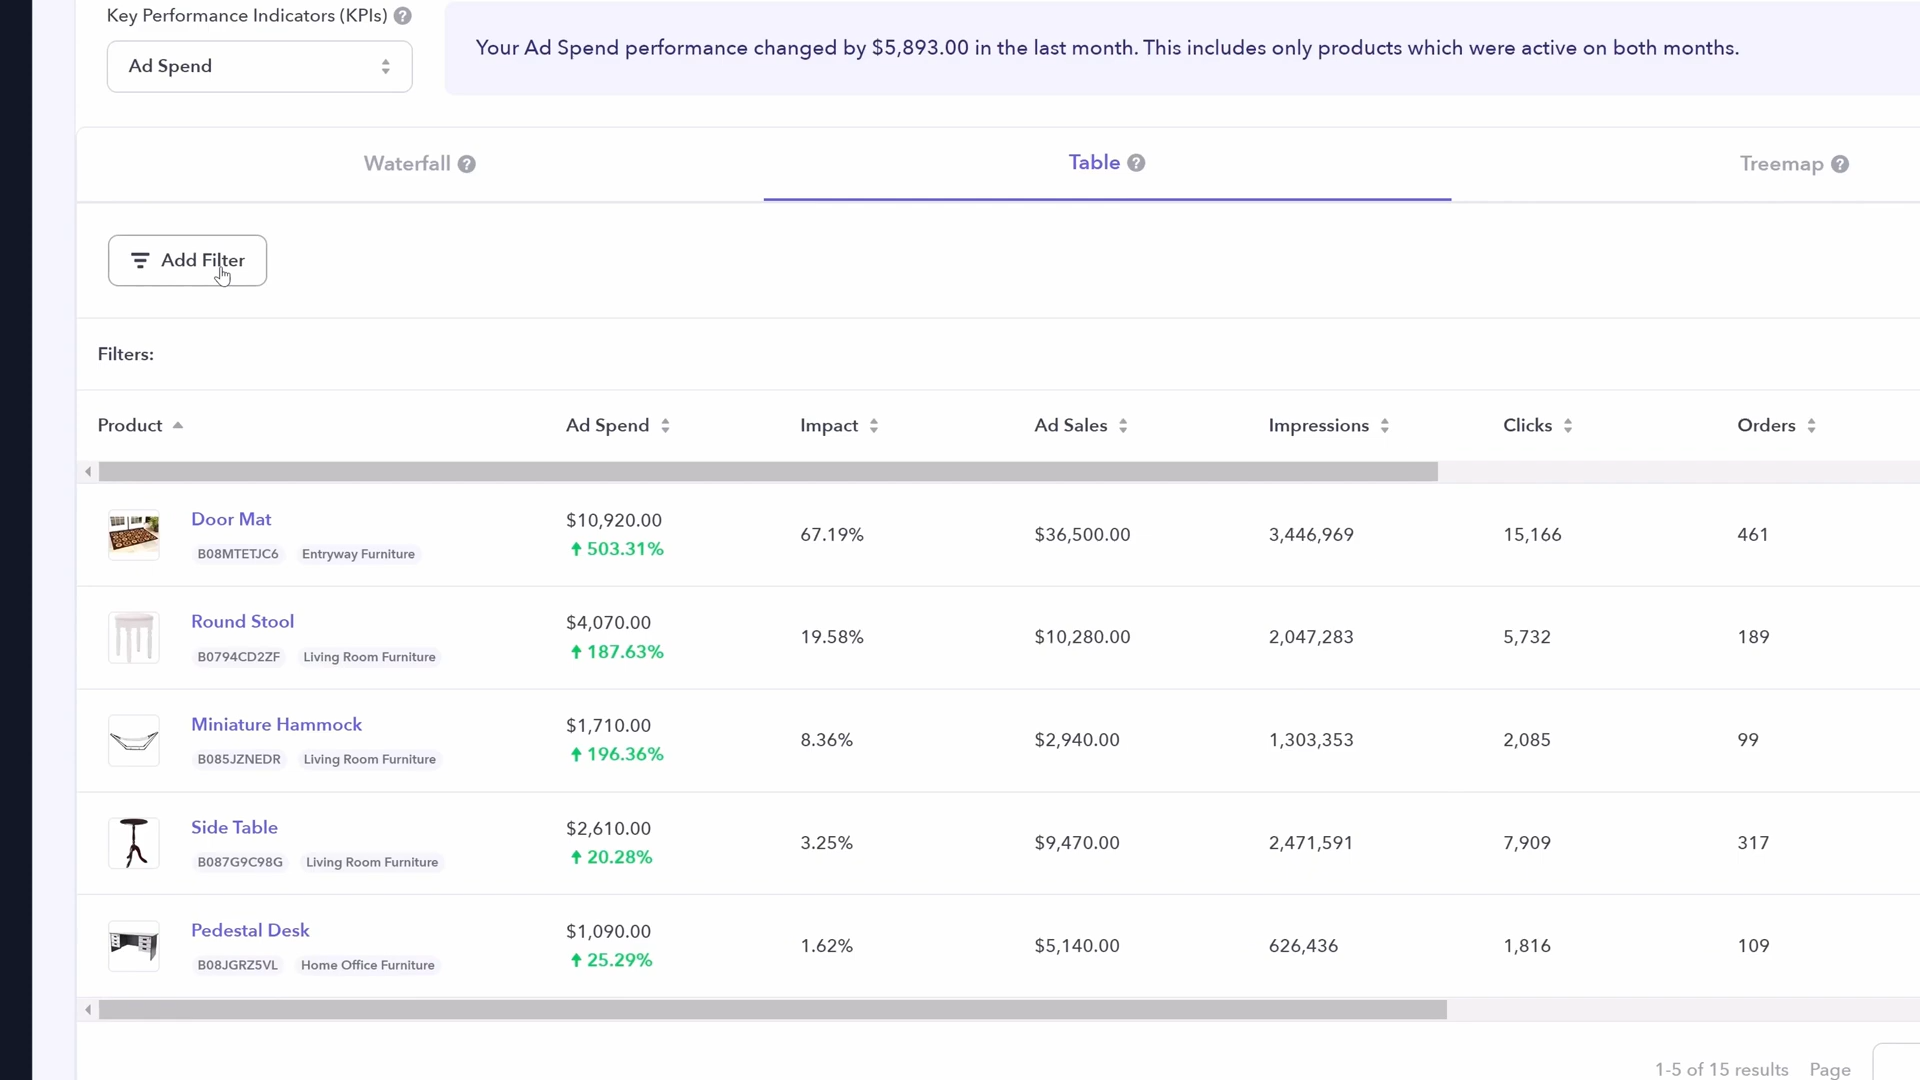 Key Performance Indicators (KPIs) ?
Ad Spend
Your Ad Spend performance changed by $5,893.00 in the last month. This includes only products which were active on both months.
Waterfall ? Table ? Treemap ?
Add Filter
Filters:
Product Ad Spend Impact Ad Sales Impressions Clicks Orders
Door Mat
B08MTETJC6 Entryway Furniture
$10,920.00
503.31%
67.19% $36,500.00 3,446,969 15,166 461
Round Stool
B0794CD2ZF Living Room Furniture
$4,070.00
187.63%
19.58% $10,280.00 2,047,283 5,732 189
Miniature Hammock
B085JZNEDR Living Room Furniture
$1,710.00
196.36%
8.36% $2,940.00 1,303,353 2,085 99
Side Table
B087G9C98G Living Room Furniture
$2,610.00
20.28%
3.25% $9,470.00 2,471,591 7,909 317
Pedestal Desk
B08JGRZ5VL Home Office Furniture
$1,090.00
25.29%
1.62% $5,140.00 626,436 1,816 109
1-5 of 15 results Page